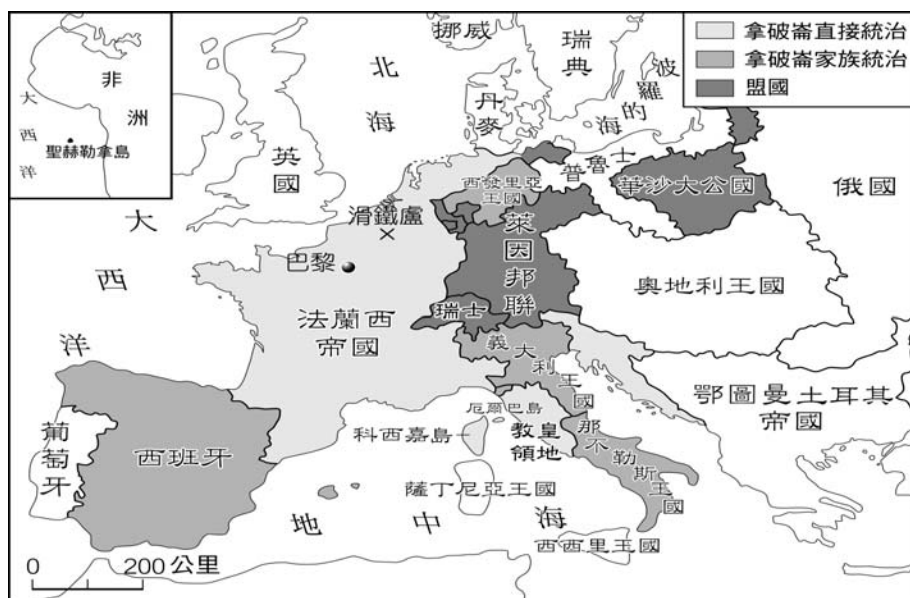 非洲
大西洋
聖赫勒拿島
拿破崙直接統治
拿破崙家族統治
盟國
挪威
瑞典
北海
丹麥
波羅的海
英國
普魯士
西發里亞
王國
華沙大公國
俄國
滑鐵盧
萊因邦聯
巴黎
大西洋
奧地利王國
瑞士
法蘭西
帝國
義大利王國
鄂圖曼土耳其
帝國
厄爾巴島
科西嘉島
教皇
領地
那不勒斯王國
葡萄牙
西班牙
薩丁尼亞王國
地中海
西西里王國
0
200 公里